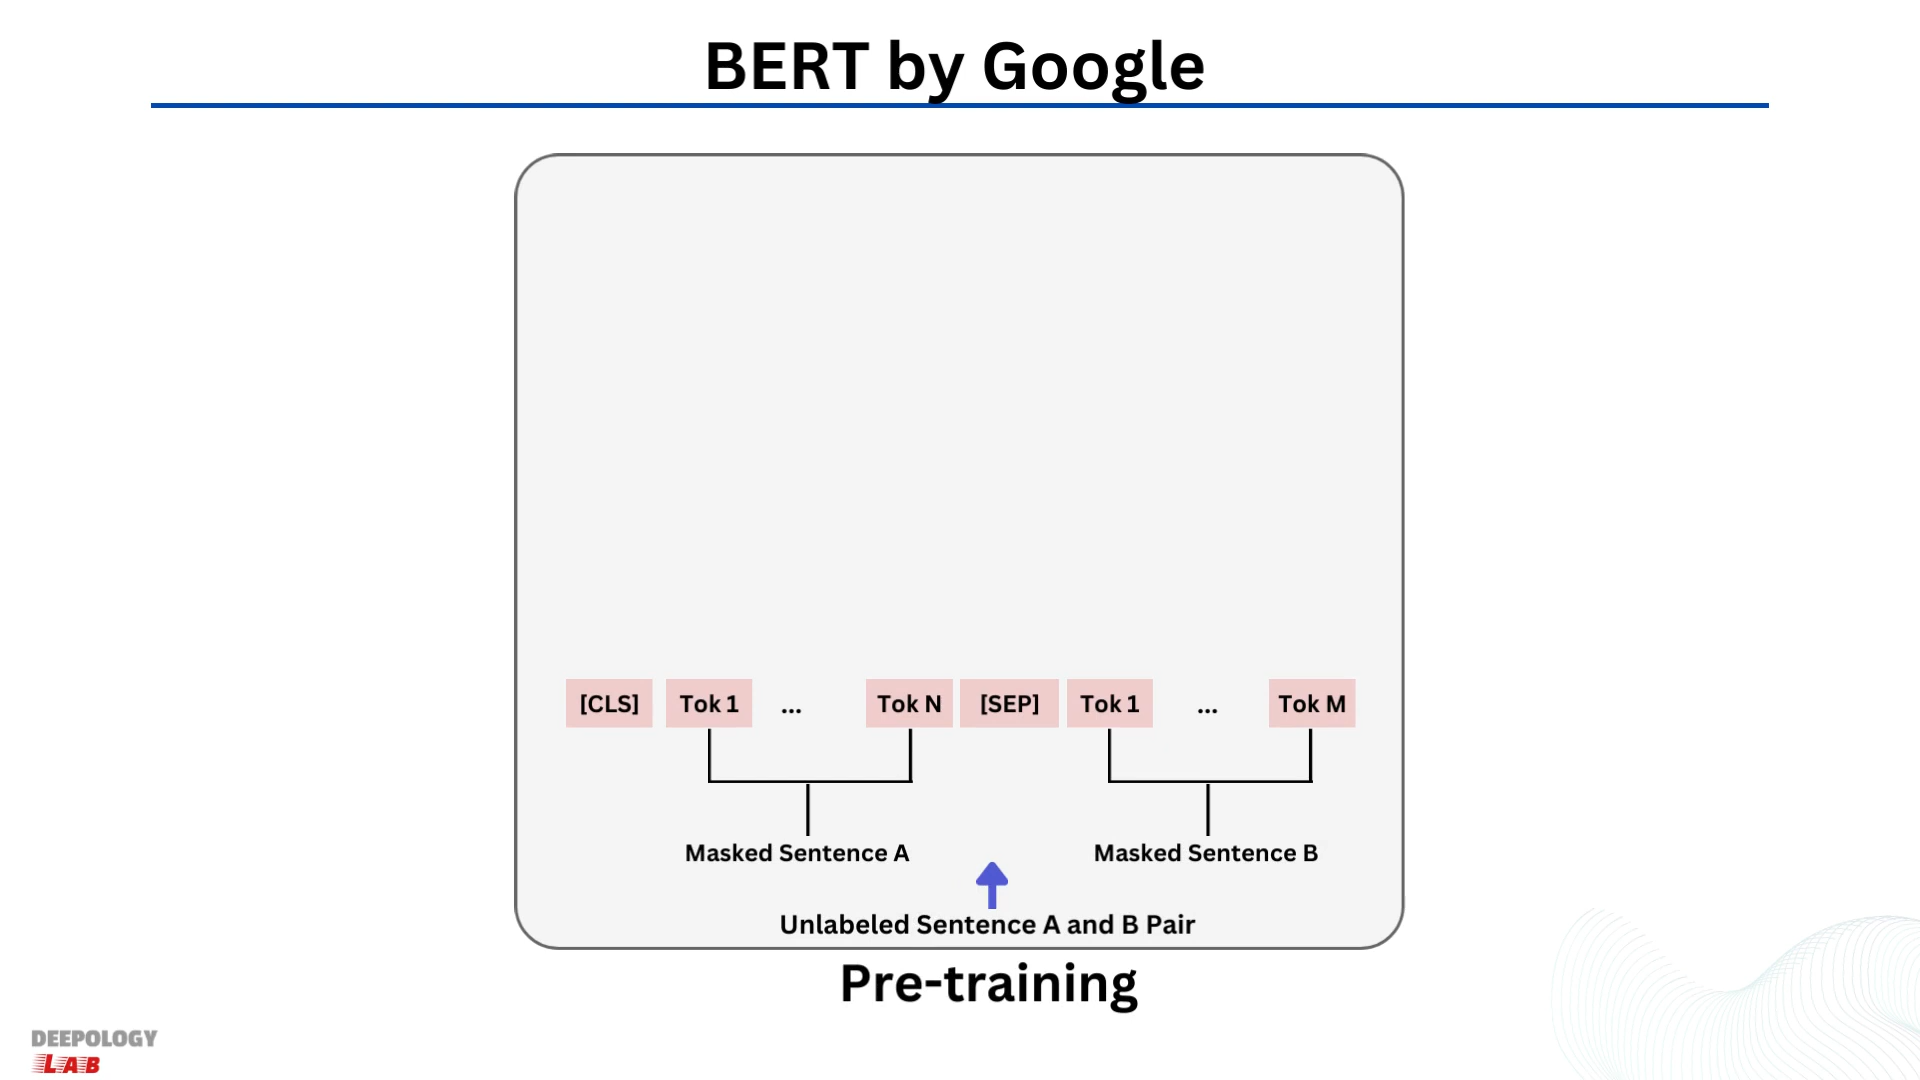 BERT by Google
[CLS] Tok 1 ... Tok N [SEP] Tok 1 ... Tok M
Masked Sentence A Masked Sentence B
Unlabeled Sentence A and B Pair
Pre-training
DEEPOLOGY
LAB